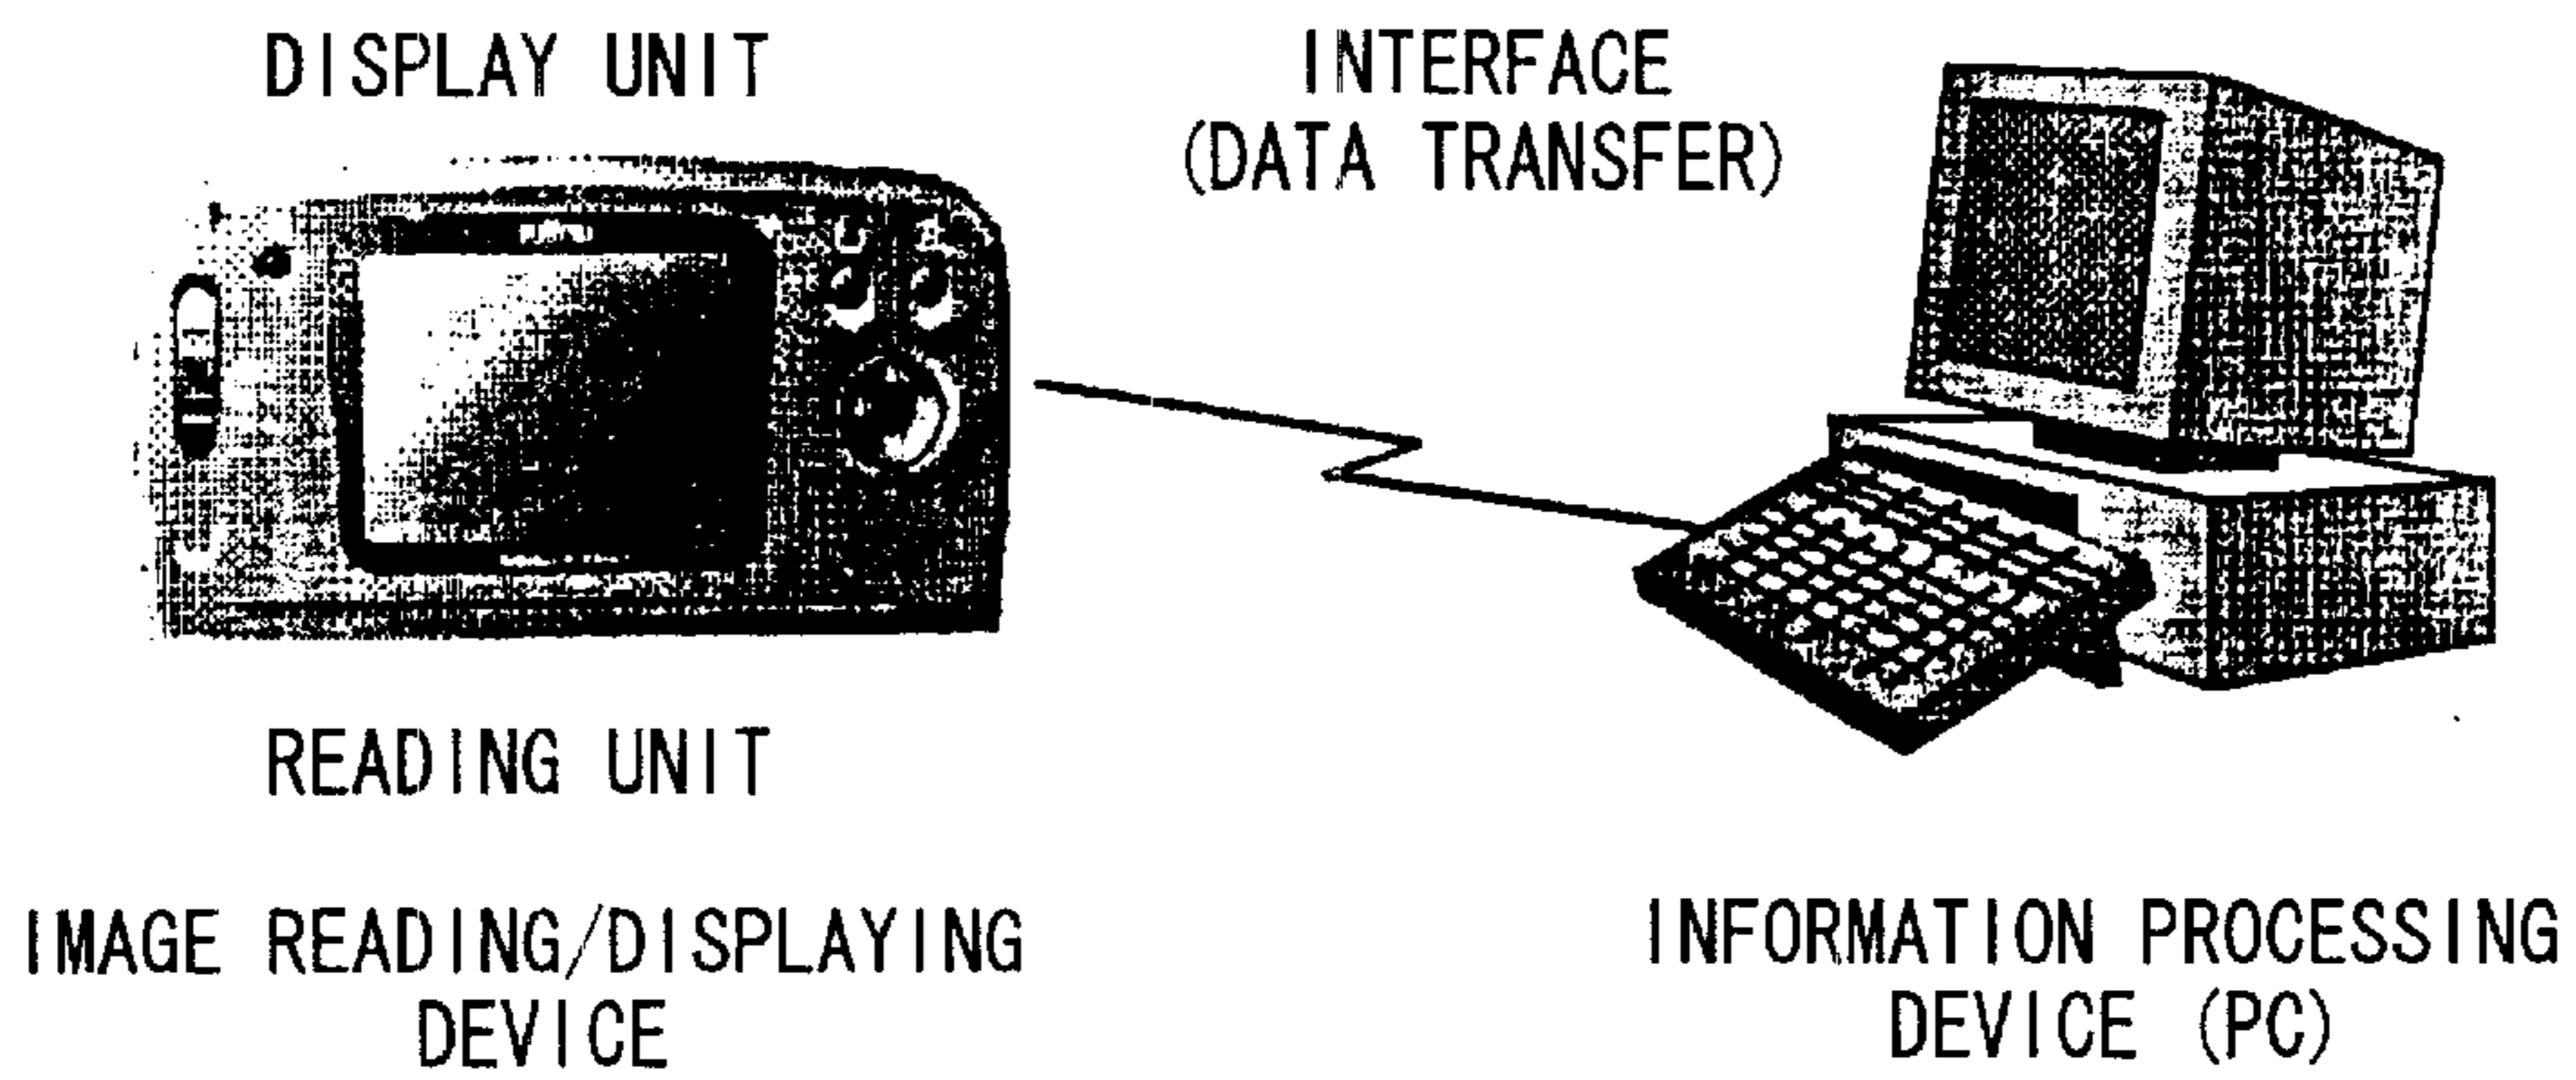 DISPLAY UNIT
INTERFACE
(DATA TRANSFER)
READING UNIT
IMAGE READING/DISPLAYING
DEVICE
INFORMATION PROCESSING
DEVICE (PC)